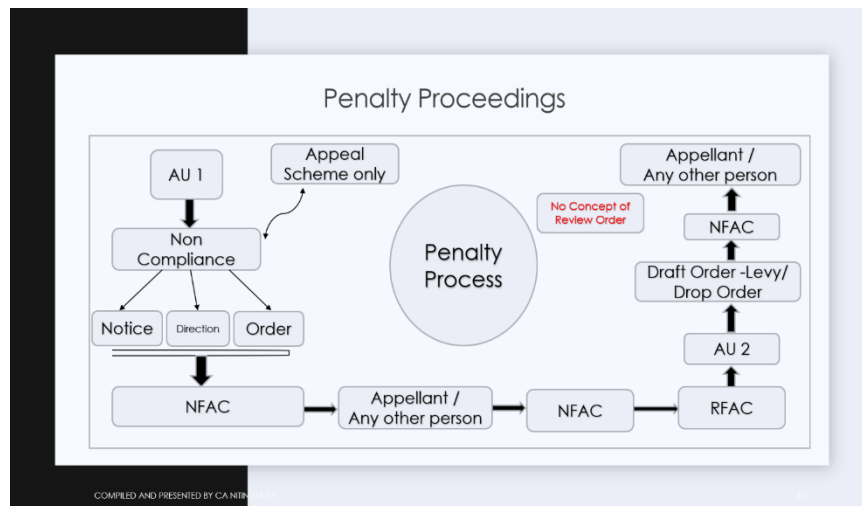 Penalty Proceedings
AU 1
Appeal
Scheme only
Non
Compliance
Notice
Direction
Order
NFAC
Appellant /
Any other person
NFAC
RFAC
AU 2
Draft Order -Levy/
Drop Order
NFAC
Appellant /
Any other person
No Concept of
Review Order
Penalty
Process
COMPILED AND PRESENTED BY CA